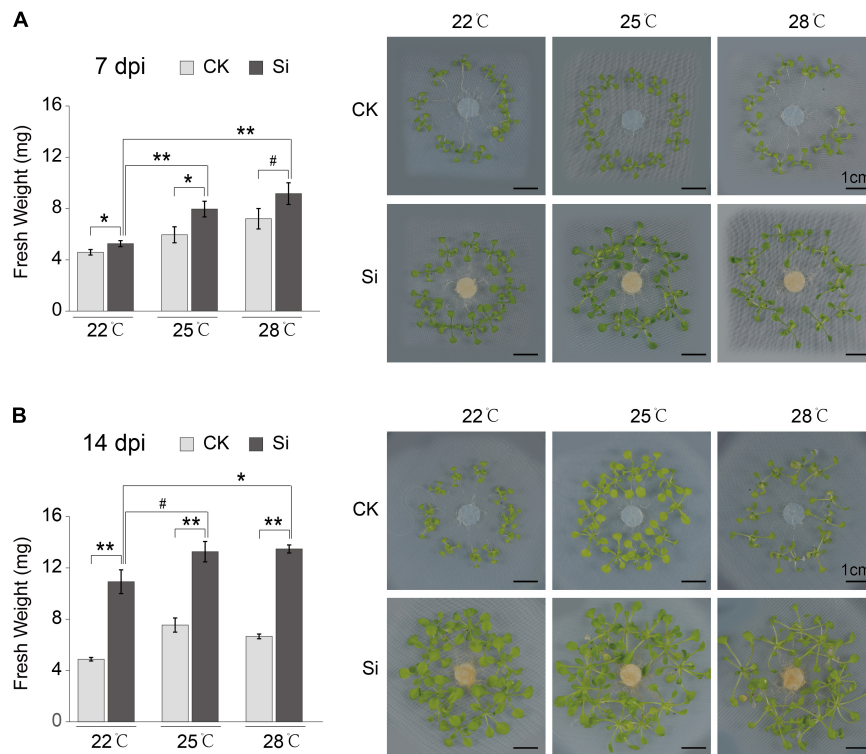 A
22℃ 25℃ 28℃
7 dpi
CK Si
16
12
8
4
0
Fresh Weight (mg)
** 
**
*
*
#
22℃ 25℃ 28℃
CK
1cm
Si
B
22℃ 25℃ 28℃
14 dpi
CK Si
16
12
8
4
0
Fresh Weight (mg)
*
#
** ** **
22℃ 25℃ 28℃
CK
1cm
Si